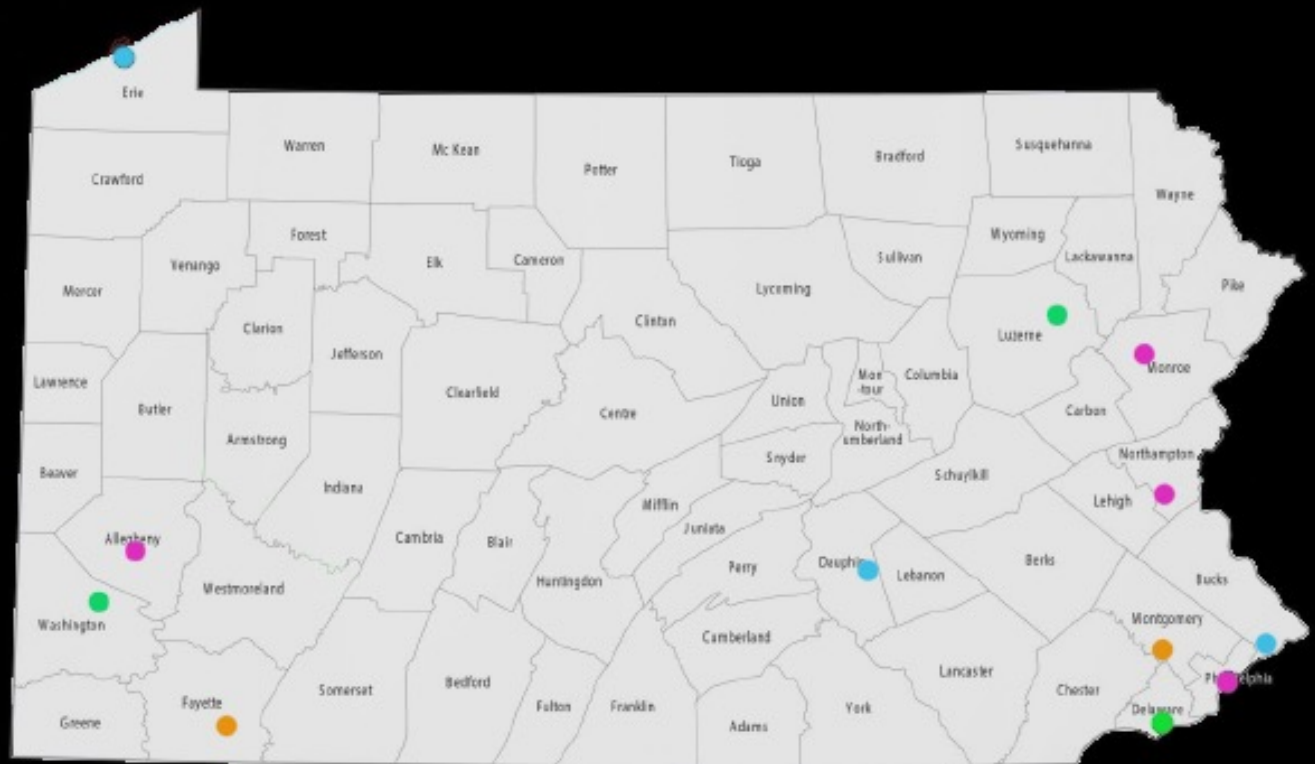 Erie
Warren
Mc Kean
Potter
Tioga
Bradford
Susquehanna
Crawford
Wayne
Forest
Venango
Elk
Cameron
Sullivan
Wyoming
Lackawanna
Mercer
Lycoming
Pike
Clarion
Clinton
Luzerne
Jefferson
Monroe
Lawrence
Clearfield
Mon
-tour
Columbia
Butler
Centre
Union
Carbon
Armstrong
North-
umberland
Beaver
Indiana
Snyder
Schuylkill
Northampton
Mifflin
Lehigh
Allegheny
Cambria
Blair
Juniata
Westmoreland
Huntingdon
Perry
Dauphin
Lebanon
Berks
Bucks
Washington
Cumberland
Montgomery
Greene
Fayette
Somerset
Bedford
Fulton
Franklin
Adams
York
Lancaster
Chester
Philadelphia
Delaware